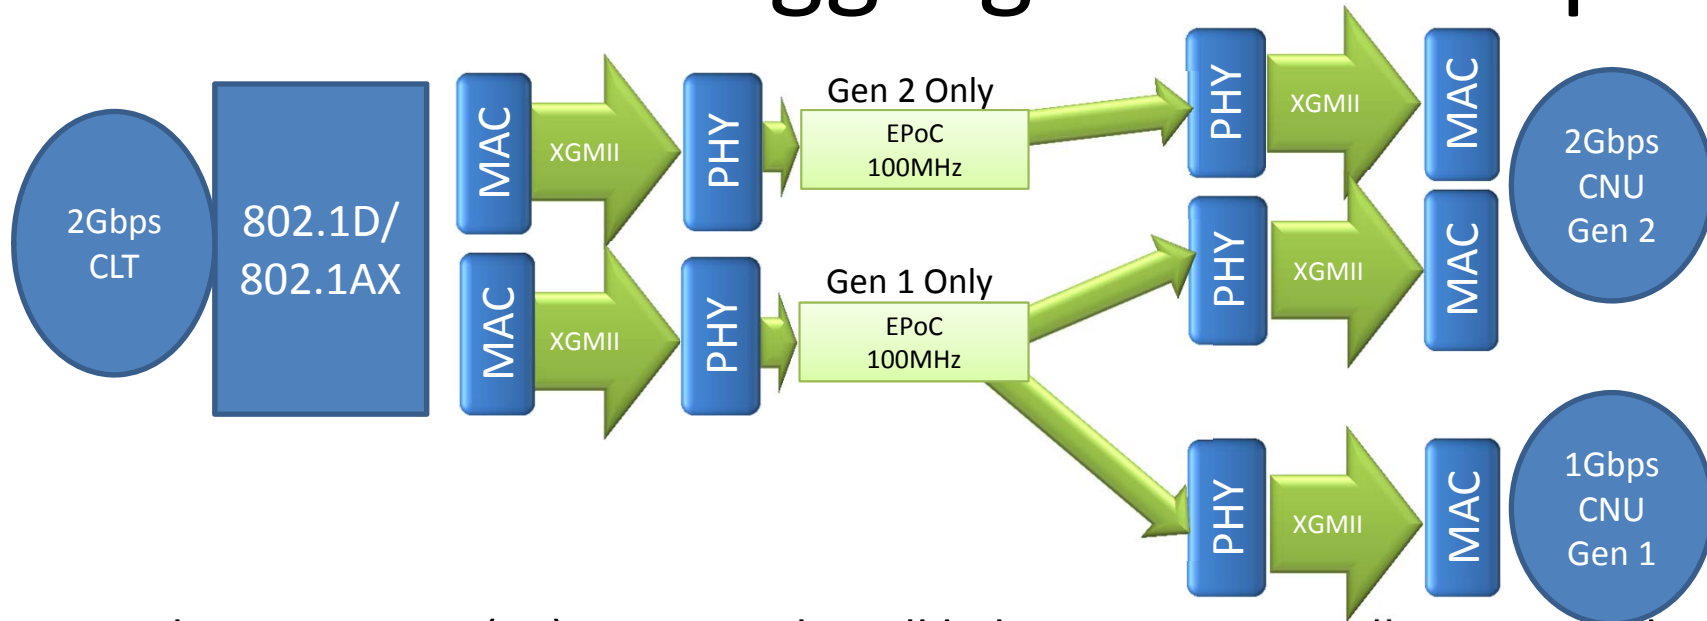 2Gbps
CLT
802.1D/
802.1AX
MAC
XGMII
PHY
Gen 2 Only
EPoC
100MHz
PHY
XGMII
MAC
2Gbps
CNU
Gen 2
MAC
XGMII
PHY
Gen 1 Only
EPoC
100MHz
PHY
XGMII
MAC
PHY
XGMII
MAC
1Gbps
CNU
Gen 1